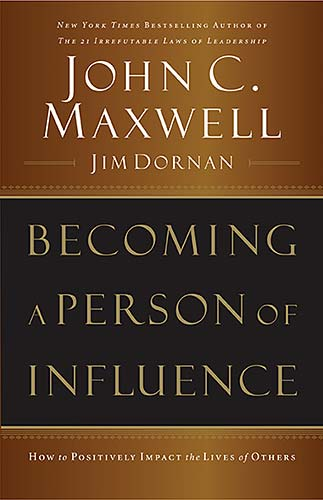 New York Times Bestselling Author of
The 21 Irrefutable Laws of Leadership
John C.
Maxwell
Jim Dornan
Becoming
a Person of
Influence
How to Positively Impact the Lives of Others